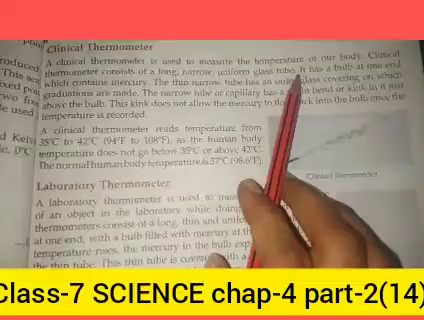 Clinical Thermometer
A clinical thermometer is used to measure the temperature of our body. Clinical
thermometer consists of a long, narrow, uniform glass tube. It has a bulb at one end
which contains mercury. The thin narrow tube has an outer glass covering on which
graduations are made. The narrow tube or capillary has a bent bend or kink in it just
above the bulb. This kink does not allow the mercury to back into the bulb once the
temperature is recorded.
A clinical thermometer reads temperature from
35°C to 42°C (94°F to 108°F), as the human body
temperature does not go below 35°C or above 42°C.
The normal human body temperature is 37°C (98.6°F).
Clinical thermometer
Laboratory Thermometer
A laboratory thermometer is used to
of an object in the laboratory while doing
thermometers consist of a long, thin and
at one end, with a bulb filled with mercury at
temperature rises, the mercury in the bulb
the thin tube. This thin tube is
Class-7 SCIENCE chap-4 part-2(14)